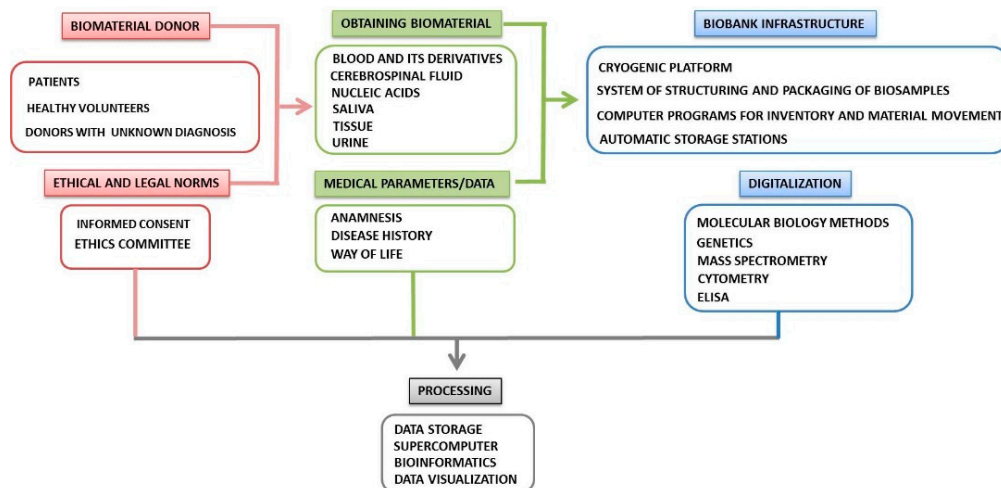 BIOMATERIAL DONOR
PATIENTS
HEALTHY VOLUNTEERS
DONORS WITH UNKNOWN DIAGNOSIS
ETHICAL AND LEGAL NORMS
INFORMED CONSENT
ETHICS COMMITTEE
OBTAINING BIOMATERIAL
BLOOD AND ITS DERIVATIVES
CEREBROSPINAL FLUID
NUCLEIC ACIDS
SALIVA
TISSUE
URINE
MEDICAL PARAMETERS/DATA
ANAMNESIS
DISEASE HISTORY
WAY OF LIFE
BIOBANK INFRASTRUCTURE
CRYOGENIC PLATFORM
SYSTEM OF STRUCTURING AND PACKAGING OF BIOSAMPLES
COMPUTER PROGRAMS FOR INVENTORY AND MATERIAL MOVEMENT
AUTOMATIC STORAGE STATIONS
DIGITALIZATION
MOLECULAR BIOLOGY METHODS
GENETICS
MASS SPECTROMETRY
CYTOMETRY
ELISA
PROCESSING
DATA STORAGE
SUPERCOMPUTER
BIOINFORMATICS
DATA VISUALIZATION